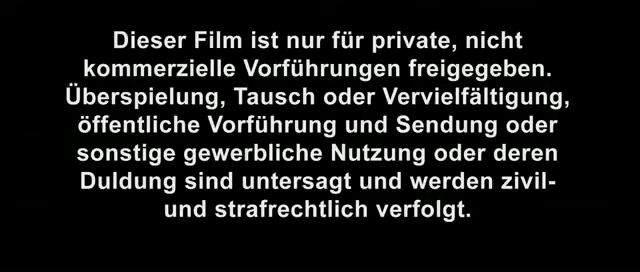 Dieser Film ist nur für private, nicht
kommerzielle Vorführungen freigegeben.
Überspielung, Tausch oder Vervielfältigung,
öffentliche Vorführung und Sendung oder
sonstige gewerbliche Nutzung oder deren
Duldung sind untersagt und werden zivil-
und strafrechtlich verfolgt.